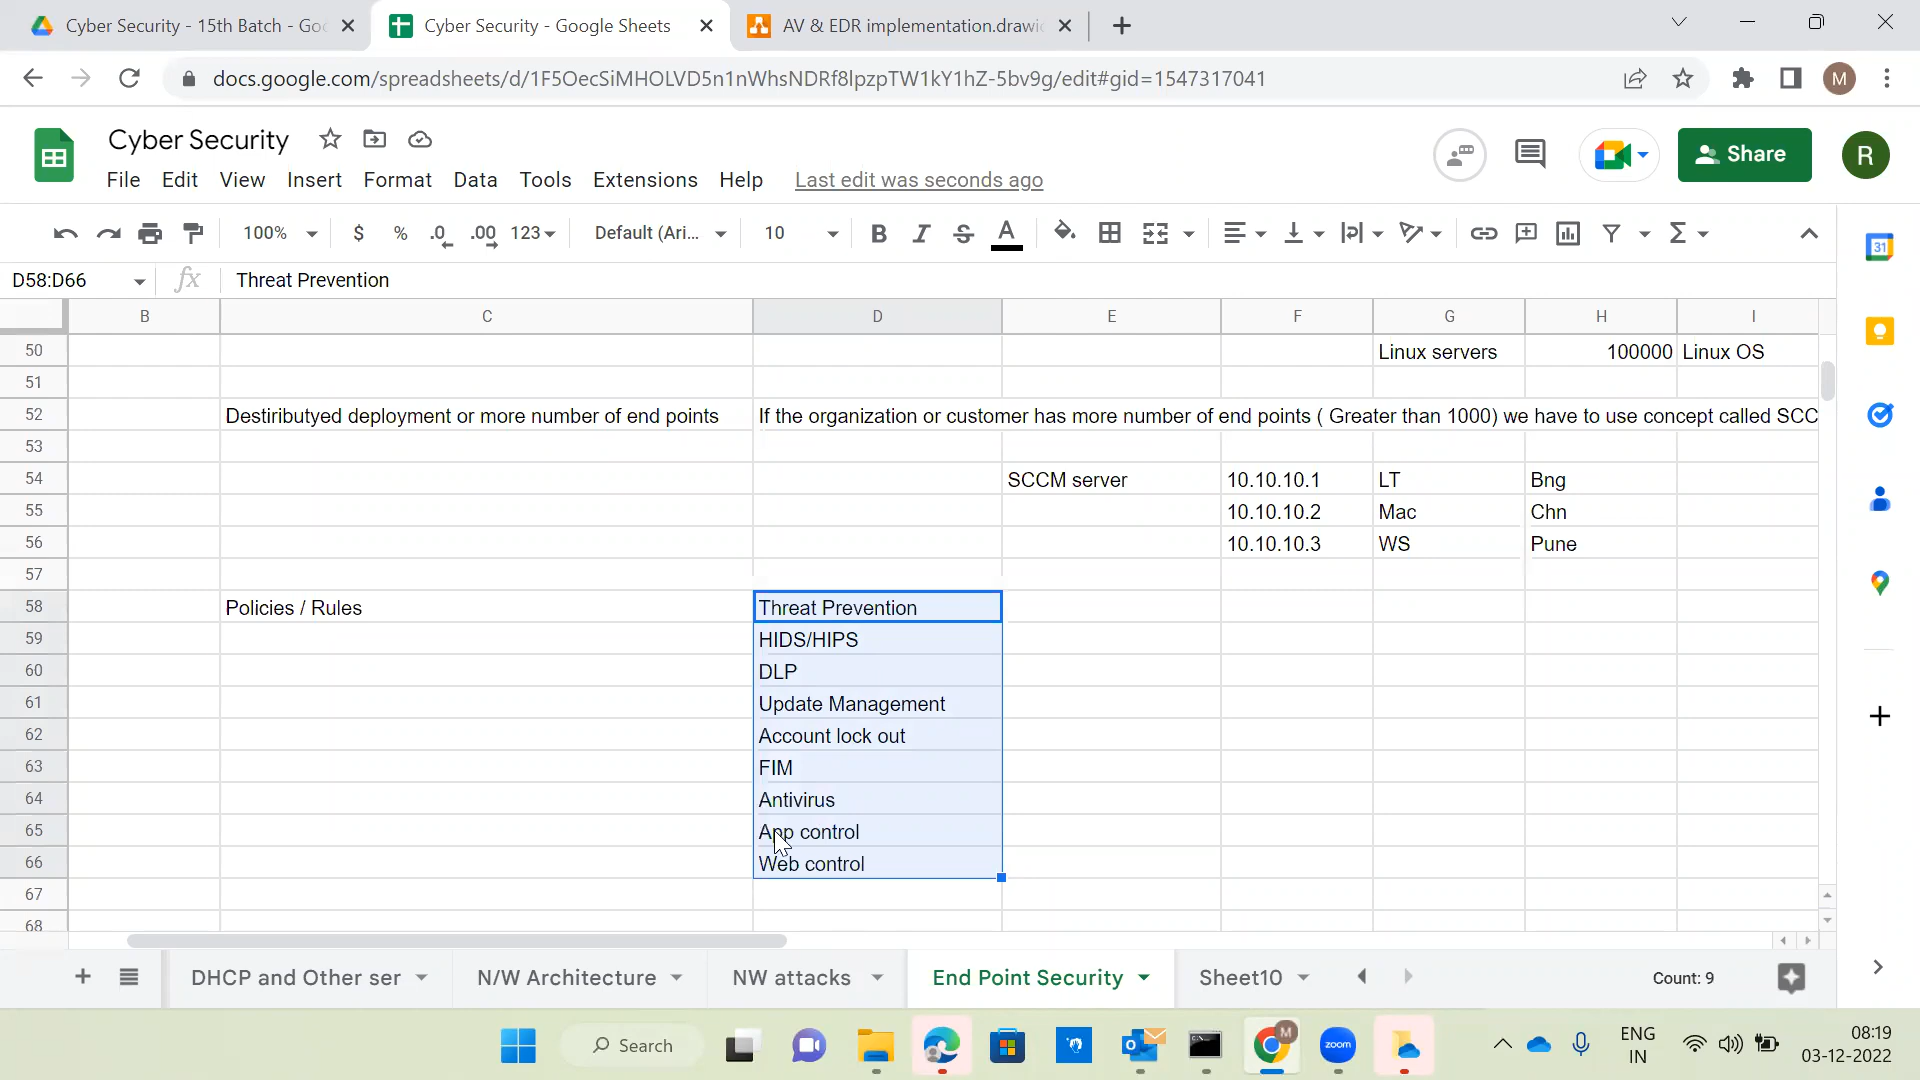 Cyber Security - 15th Batch - Goo
Cyber Security - Google Sheets
AV & EDR implementation.drawio
docs.google.com/spreadsheets/d/1F5OecSiMHOLVD5n1nWhsNDRf8lpzpTW1kY1hZ-5bv9g/edit#gid=1547317041
M
Cyber Security
Share
R
File Edit View Insert Format Data Tools Extensions Help Last edit was seconds ago
100% $ % .0 .00 123 Default (Ari... 10 B I S A
31
D58:D66 fx Threat Prevention
B C D E F G H I
50 Linux servers 100000 Linux OS
51
52 Destiributyed deployment or more number of end points If the organization or customer has more number of end points ( Greater than 1000) we have to use concept called SCC
53
54 SCCM server 10.10.10.1 LT Bng
55 10.10.10.2 Mac Chn
56 10.10.10.3 WS Pune
57
58 Policies / Rules Threat Prevention
59 HIDS/HIPS
60 DLP
61 Update Management
62 Account lock out
63 FIM
64 Antivirus
65 App control
66 Web control
67
68
DHCP and Other ser N/W Architecture NW attacks End Point Security Sheet10 Count: 9
Search
zoom
M
ENG
IN
08:19
03-12-2022